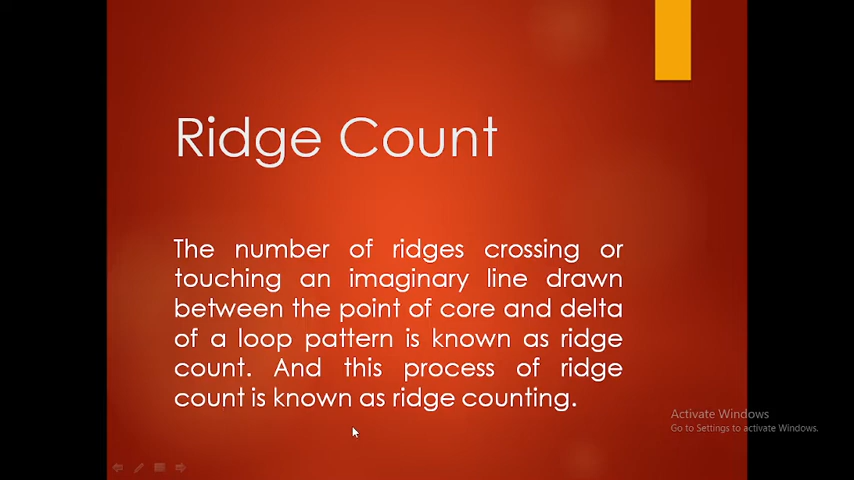 Ridge Count
The number of ridges crossing or
touching an imaginary line drawn
between the point of core and delta
of a loop pattern is known as ridge
count. And this process of ridge
count is known as ridge counting.
Activate Windows
Go to Settings to activate Windows.